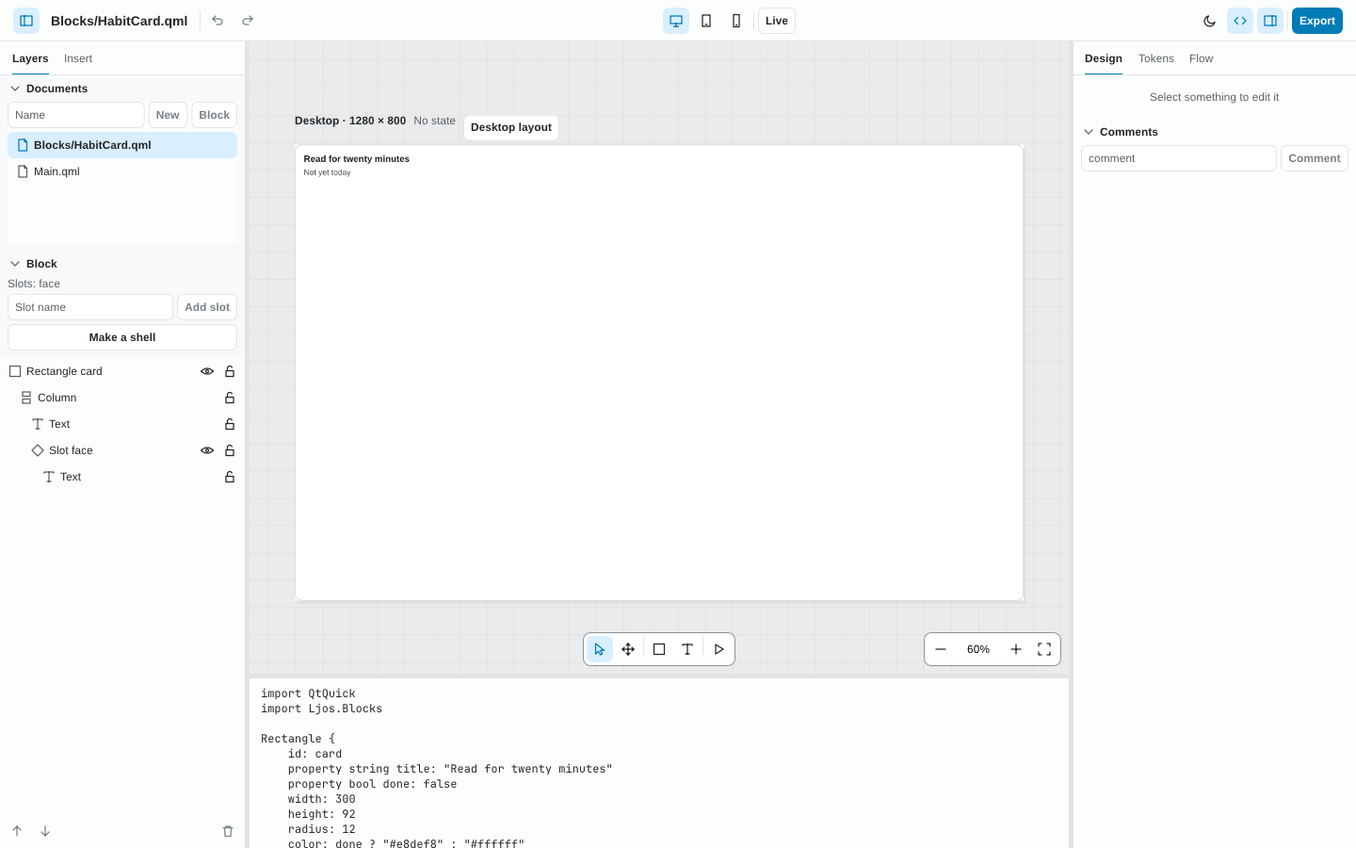 Blocks/HabitCard.qml
Live
Export
Layers Insert
Documents
Name New Block
Blocks/HabitCard.qml
Main.qml
Block
Slots: face
Slot name Add slot
Make a shell
Rectangle card
Column
Text
Slot face
Text
Desktop · 1280 × 800 No state Desktop layout
Read for twenty minutes
Not yet today
60%
import QtQuick
import Ljos.Blocks
Rectangle {
id: card
property string title: "Read for twenty minutes"
property bool done: false
width: 300
height: 92
radius: 12
color: done ? "#e8def8" : "#ffffff"
Design Tokens Flow
Select something to edit it
Comments
comment Comment